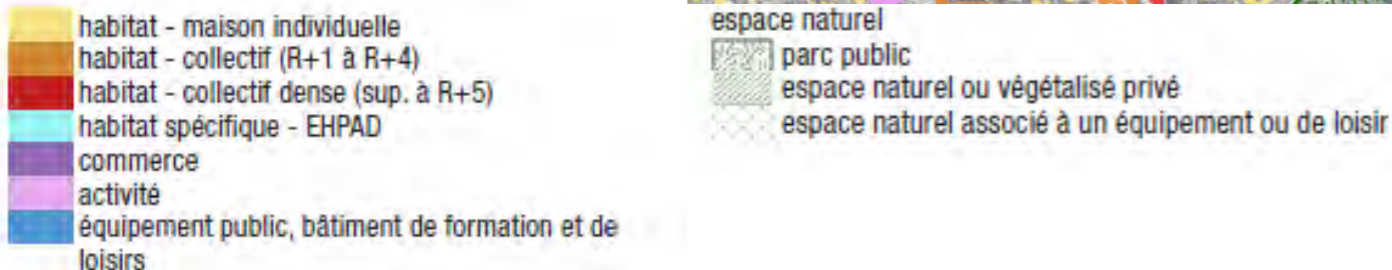 habitat - maison individuelle
habitat - collectif (R+1 à R+4)
habitat - collectif dense (sup. à R+5)
habitat spécifique - EHPAD
commerce
activité
équipement public, bâtiment de formation et de
loisirs
espace naturel
parc public
espace naturel ou végétalisé privé
espace naturel associé à un équipement ou de loisir